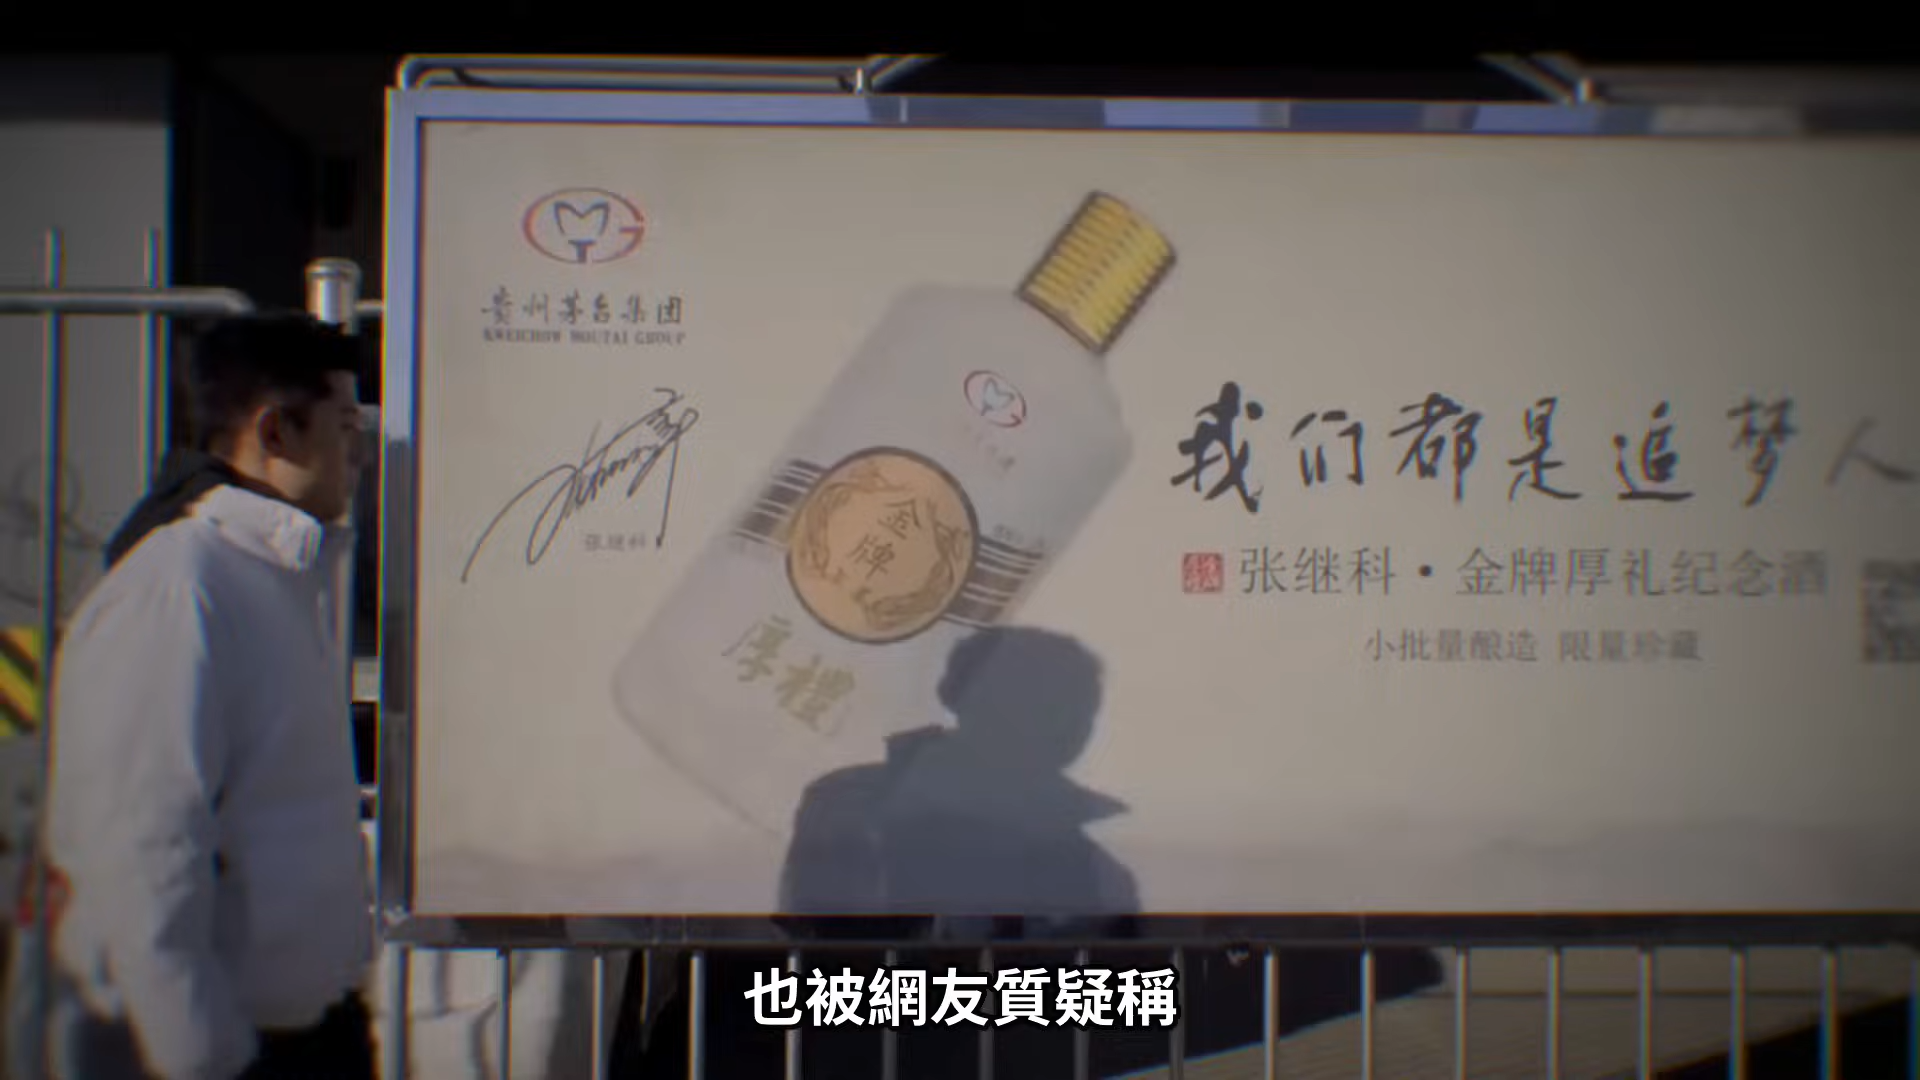 贵州茅台集团
KWEICHOW MOUTAI GROUP
张继科
金牌
厚禮
我们都是追梦人
张继科·金牌厚礼纪念酒
小批量酿造 限量珍藏
也被網友質疑稱